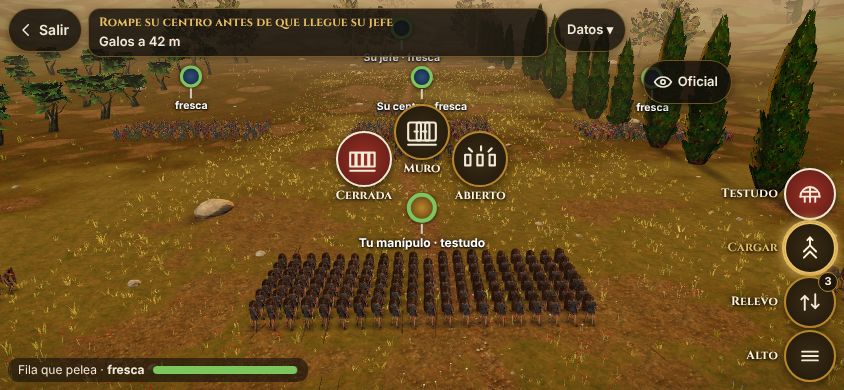 Salir
ROMPE SU CENTRO ANTES DE QUE LLEGUE SU JEFE
Galos a 42 m
Datos ▾
Su jefe · fresca
Oficial
fresca
Su cent fresca
fresca
MURO
CERRADA
ABIERTO
TESTUDO
Tu manípulo · testudo
CARGAR
3
RELEVO
ALTO
Fila que pelea · fresca